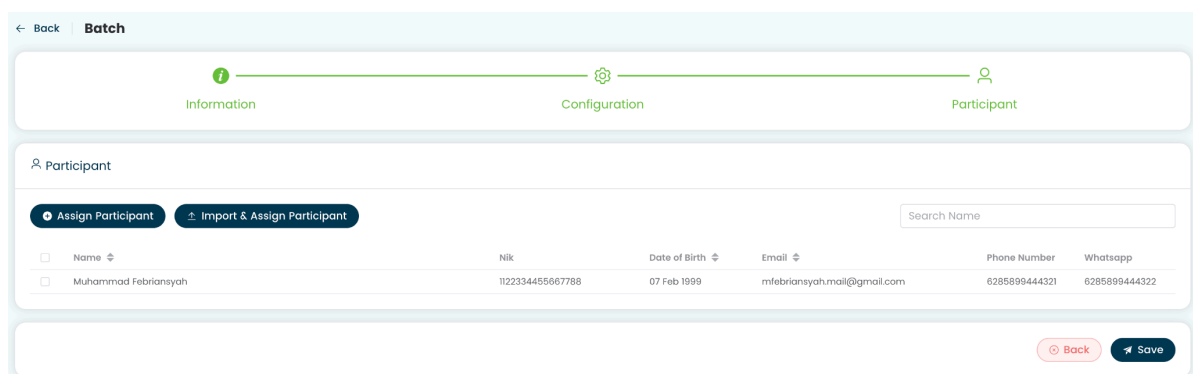 ← Back Batch
Information Configuration Participant
Participant
Assign Participant Import & Assign Participant Search Name
Name Nik Date of Birth Email Phone Number Whatsapp
Muhammad Febriansyah 1122334455667788 07 Feb 1999 mfebriansyah.mail@gmail.com 6285899444321 6285899444322
Back Save